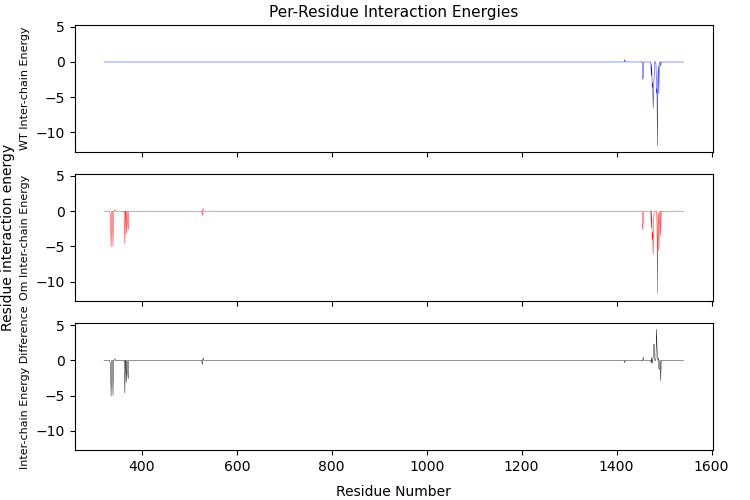 Per-Residue Interaction Energies
Residue interaction energy
WT Inter-chain Energy
5
0
−5
−10
Om Inter-chain Energy
5
0
−5
−10
Inter-chain Energy Difference
5
0
−5
−10
400 600 800 1000 1200 1400 1600
Residue Number